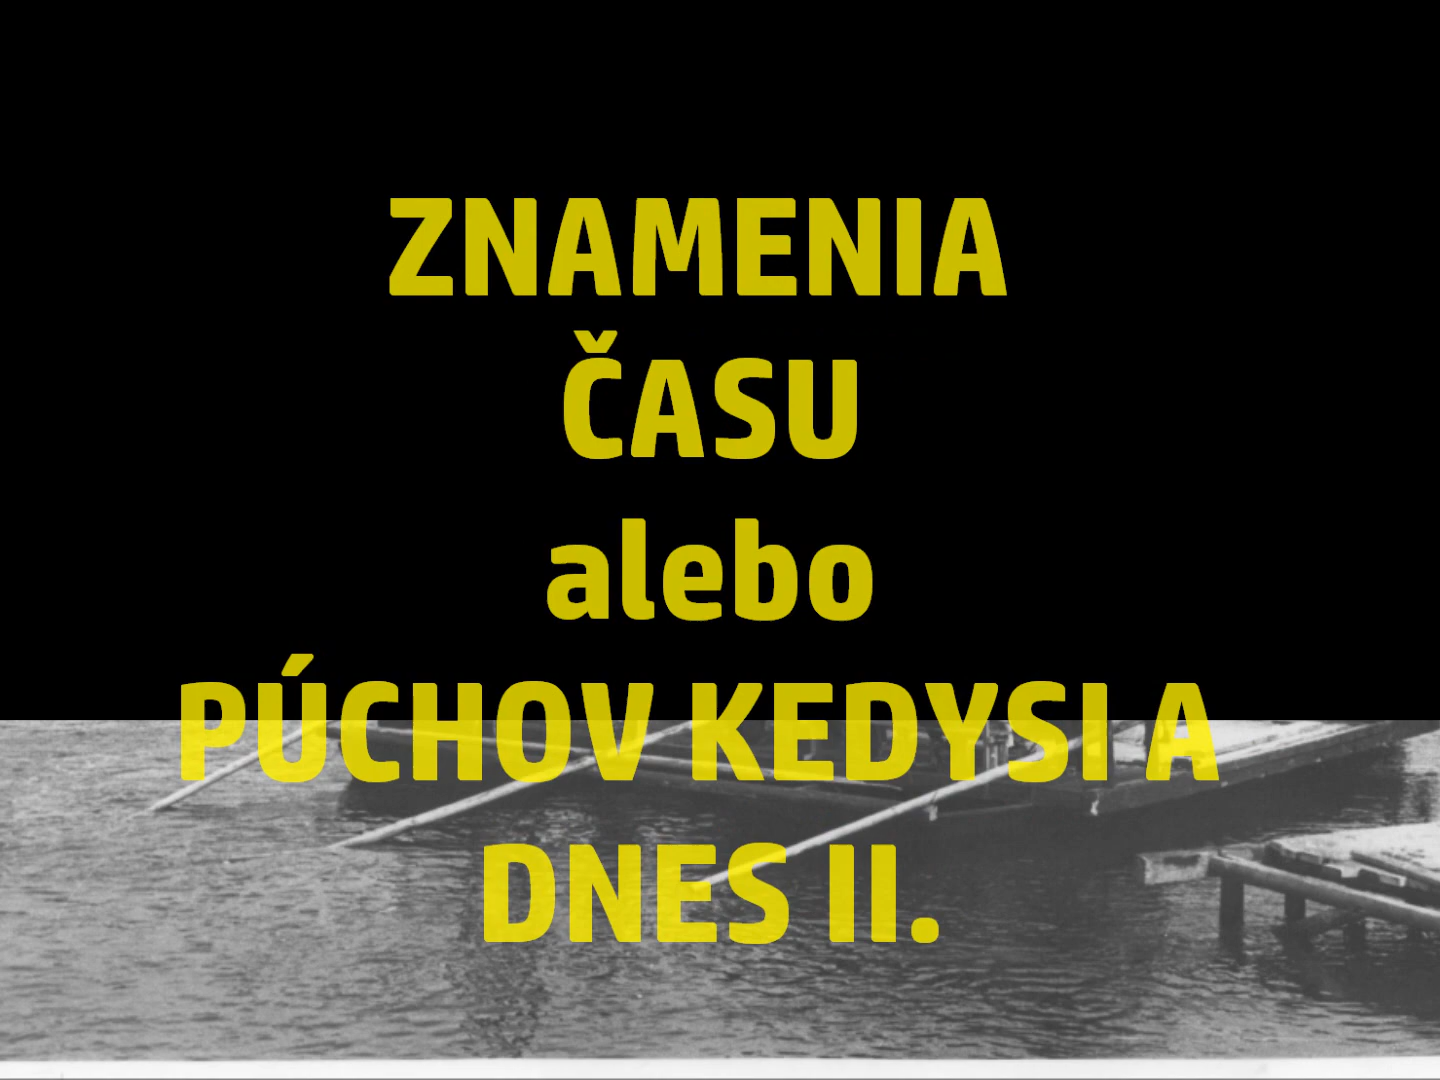 ZNAMENIA
ČASU
alebo
PÚCHOV KEDYSI A
DNES II.